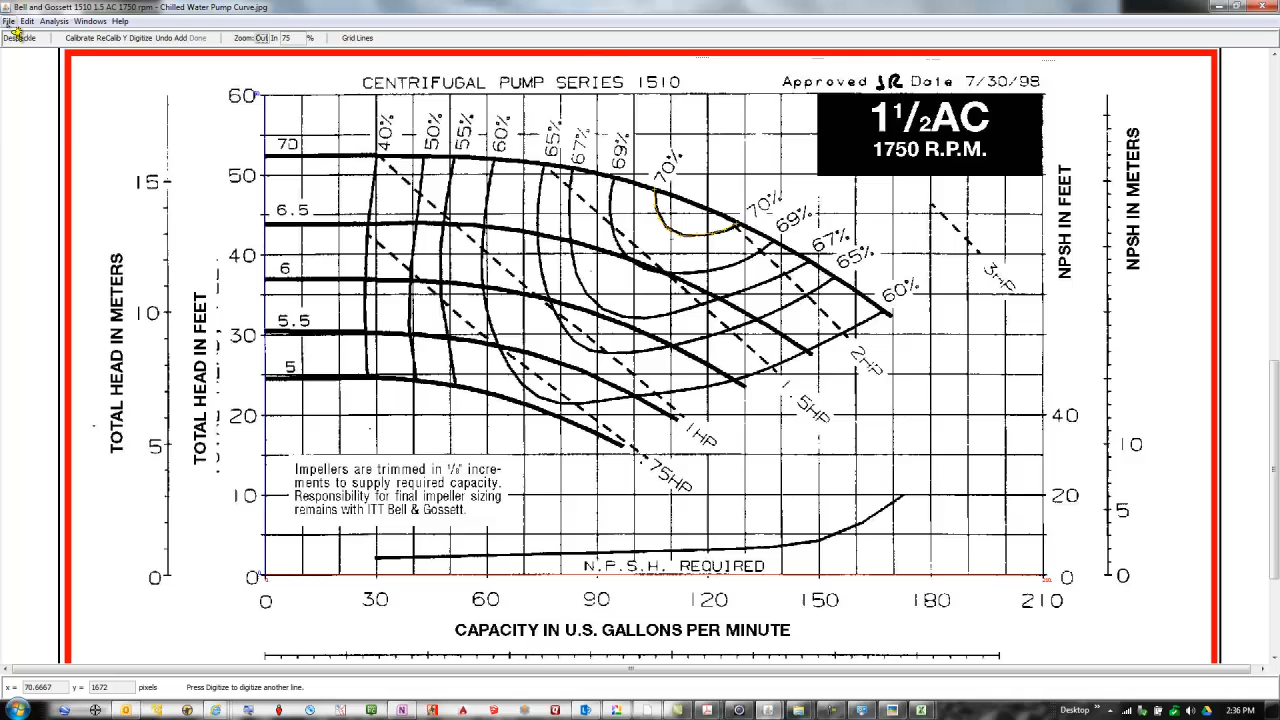 Bell and Gossett 1510 1.5 AC 1750 rpm - Chilled Water Pump Curve.jpg
File Edit Analysis Windows Help
Calibrate ReCalib Y Digitize Undo Add Done Zoom: Out In 75 % Grid Lines
CENTRIFUGAL PUMP SERIES 1510
Approved JR Date 7/30/98
1½AC
1750 R.P.M.
TOTAL HEAD IN METERS
15
10
5
0
TOTAL HEAD IN FEET
60
50
40
30
20
10
0
70
6.5
6
5.5
5
40% 50% 55% 60% 65% 67% 69% 70%
70%
69%
67%
65%
60%
3HP
2HP
1.5HP
1HP
.75HP
Impellers are trimmed in ⅛" incre-
ments to supply required capacity.
Responsibility for final impeller sizing
remains with ITT Bell & Gossett.
N.P.S.H. REQUIRED
NPSH IN FEET
40
20
0
NPSH IN METERS
10
5
0
0 30 60 90 120 150 180 210
CAPACITY IN U.S. GALLONS PER MINUTE
x = 70.6667 y = 1672 pixels Press Digitize to digitize another line.
Desktop 2:36 PM